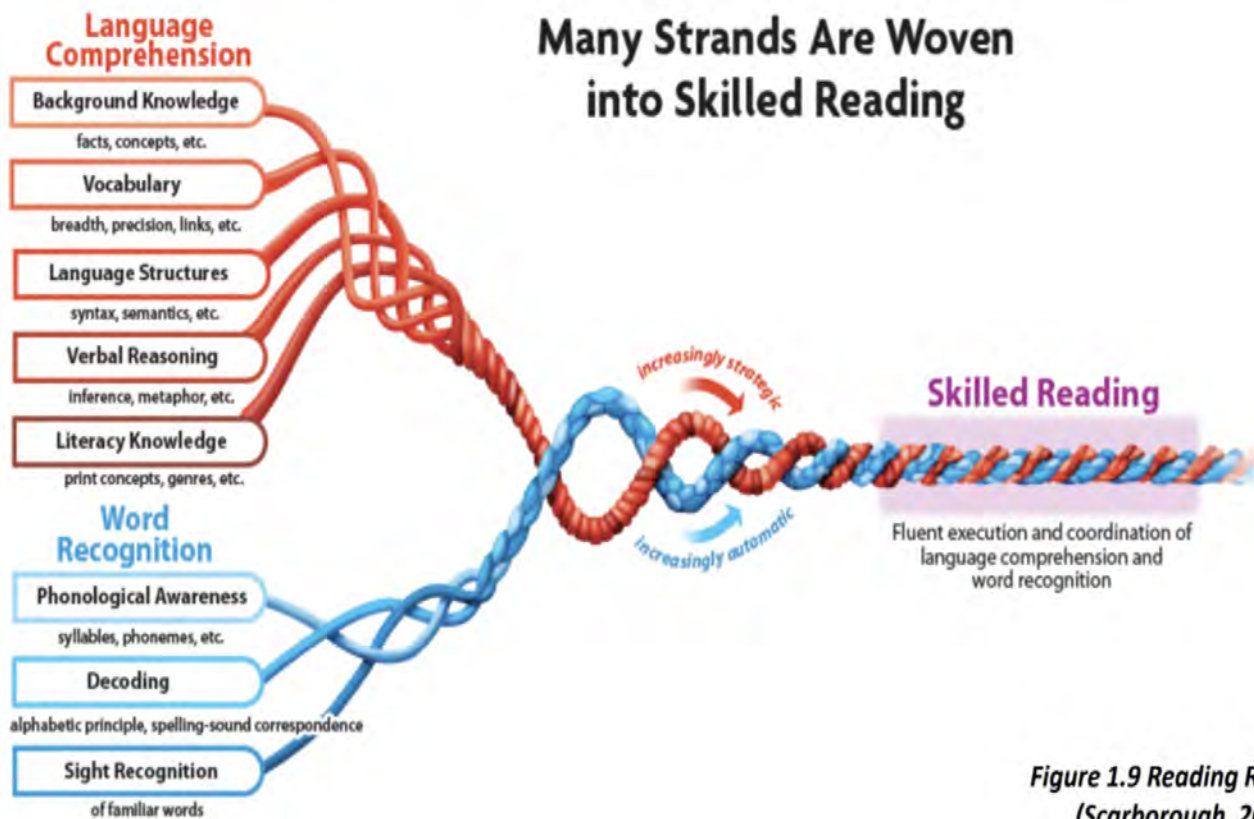 Many Strands Are Woven
into Skilled Reading
Language
Comprehension
Background Knowledge
facts, concepts, etc.
Vocabulary
breadth, precision, links, etc.
Language Structures
syntax, semantics, etc.
Verbal Reasoning
inference, metaphor, etc.
Literacy Knowledge
print concepts, genres, etc.
Word
Recognition
Phonological Awareness
syllables, phonemes, etc.
Decoding
alphabetic principle, spelling-sound correspondence
Sight Recognition
of familiar words
increasingly strategic
increasingly automatic
Skilled Reading
Fluent execution and coordination of
language comprehension and
word recognition
Figure 1.9 Reading
(Scarborough,